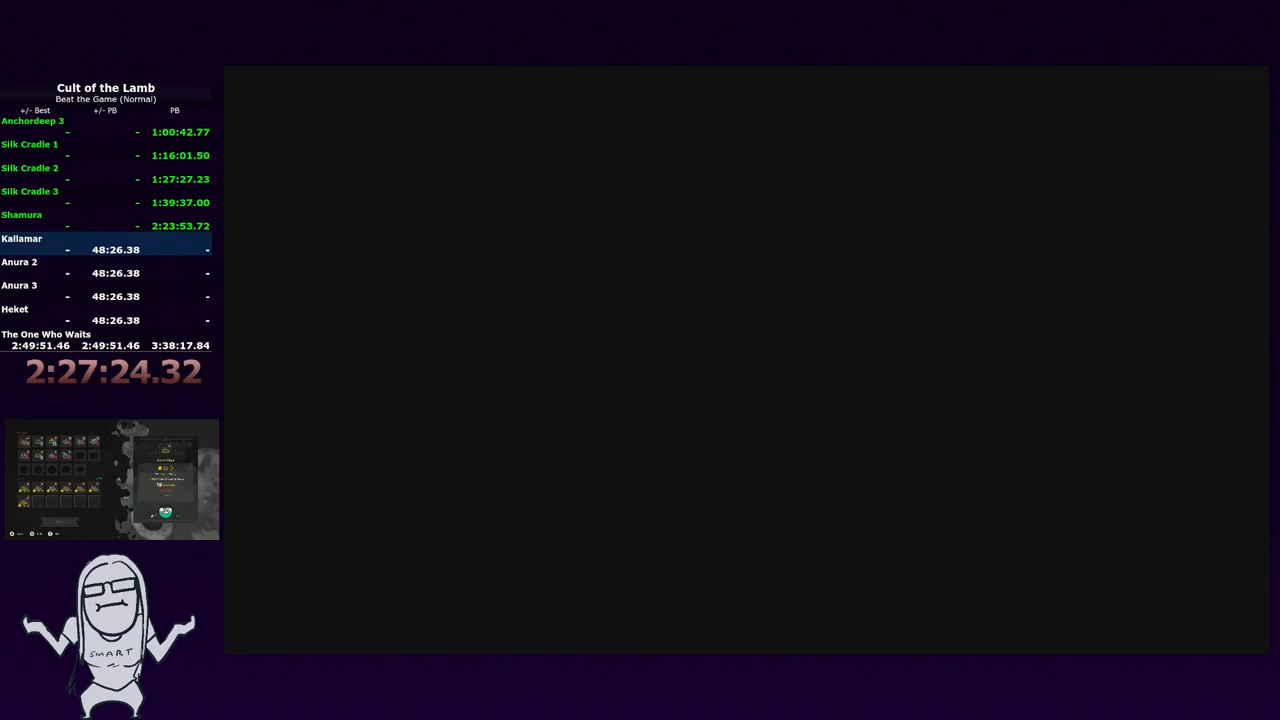 Cult of the Lamb
Beat the Game (Normal)
+/- Best +/- PB PB
Anchordeep 3
- - 1:00:42.77
Silk Cradle 1
- - 1:16:01.50
Silk Cradle 2
- - 1:27:27.23
Silk Cradle 3
- - 1:39:37.00
Shamura
- - 2:23:53.72
Kallamar
- 48:26.38 -
Anura 2
- 48:26.38 -
Anura 3
- 48:26.38 -
Heket
- 48:26.38 -
The One Who Waits
2:49:51.46 2:49:51.46 3:38:17.84
2:27:24.32
SMART